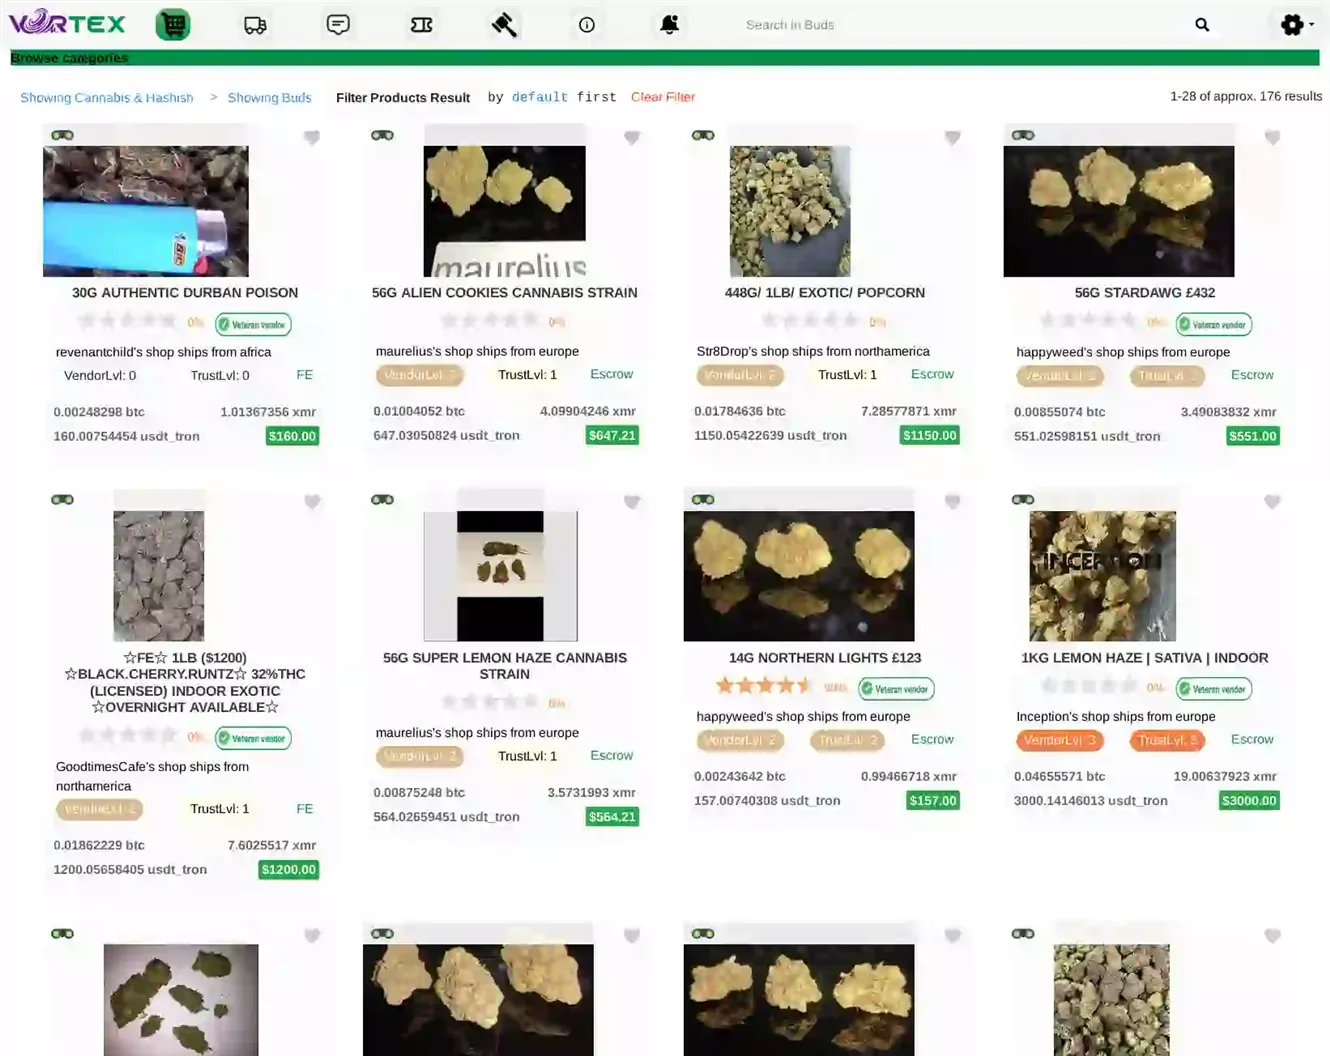 VORTEX
Search in Buds
Browse categories
Showing Cannabis & Hashish > Showing Buds Filter Products Result by default first Clear Filter 1-28 of approx. 176 results
BIC
maurelius
30G AUTHENTIC DURBAN POISON
0% Veteran vendor
revenantchild's shop ships from africa
VendorLvl: 0 TrustLvl: 0 FE
0.00248298 btc 1.01367356 xmr
160.00754454 usdt_tron $160.00
56G ALIEN COOKIES CANNABIS STRAIN
0%
maurelius's shop ships from europe
VendorLvl: TrustLvl: 1 Escrow
0.01004052 btc 4.09904246 xmr
647.03050824 usdt_tron $647.21
448G/ 1LB/ EXOTIC/ POPCORN
0%
Str8Drop's shop ships from northamerica
VendorLvl: 2 TrustLvl: 1 Escrow
0.01784636 btc 7.28577871 xmr
1150.05422639 usdt_tron $1150.00
56G STARDAWG £432
0% Veteran vendor
happyweed's shop ships from europe
VendorLvl: 2 TrustLvl: 2 Escrow
0.00855074 btc 3.49083832 xmr
551.02598151 usdt_tron $551.00
☆FE☆ 1LB ($1200)
☆BLACK.CHERRY.RUNTZ☆ 32%THC
(LICENSED) INDOOR EXOTIC
☆OVERNIGHT AVAILABLE☆
0% Veteran vendor
GoodtimesCafe's shop ships from
northamerica
VendorLvl: 2 TrustLvl: 1 FE
0.01862229 btc 7.6025517 xmr
1200.05658405 usdt_tron $1200.00
56G SUPER LEMON HAZE CANNABIS
STRAIN
0%
maurelius's shop ships from europe
VendorLvl: 2 TrustLvl: 1 Escrow
0.00875248 btc 3.5731993 xmr
564.02659451 usdt_tron $564.21
14G NORTHERN LIGHTS £123
Veteran vendor
happyweed's shop ships from europe
VendorLvl: 2 TrustLvl: 2 Escrow
0.00243642 btc 0.99466718 xmr
157.00740308 usdt_tron $157.00
INCEPTION
1KG LEMON HAZE | SATIVA | INDOOR
0% Veteran vendor
Inception's shop ships from europe
VendorLvl: 3 TrustLvl: Escrow
0.04655571 btc 19.00637923 xmr
3000.14146013 usdt_tron $3000.00